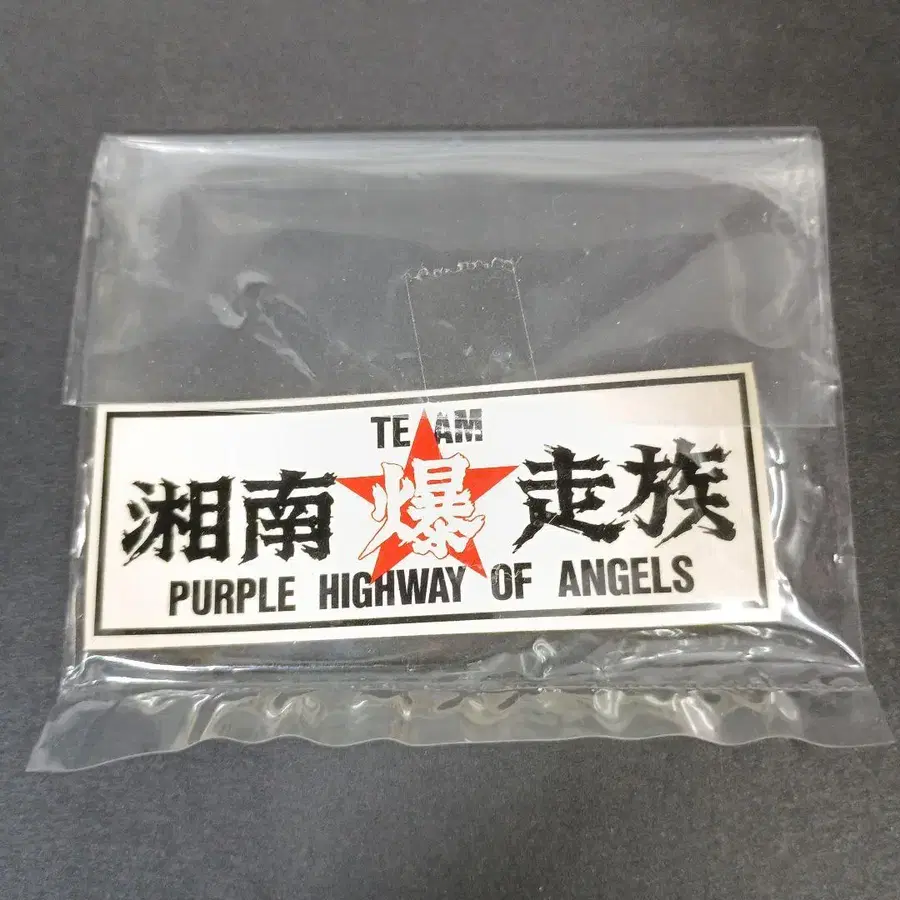 TEAM
湘南爆走族
PURPLE HIGHWAY OF ANGELS